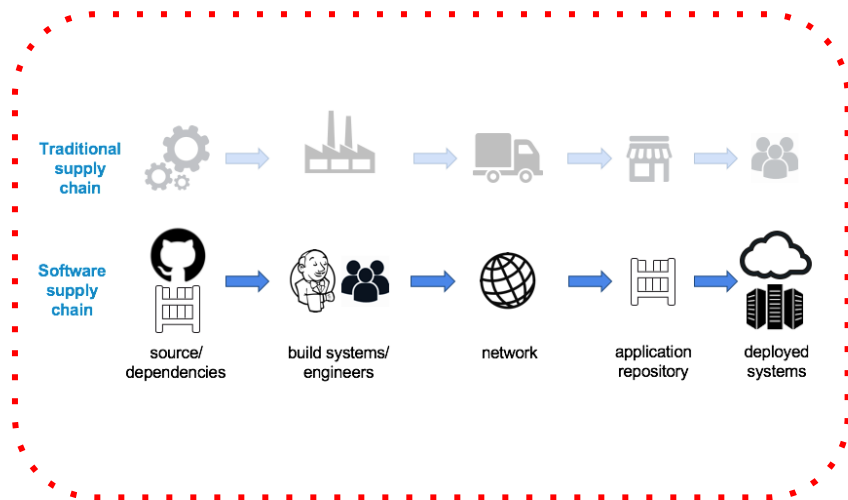 Traditional
supply
chain
Software
supply
chain
source/
dependencies
build systems/
engineers
network
application
repository
deployed
systems